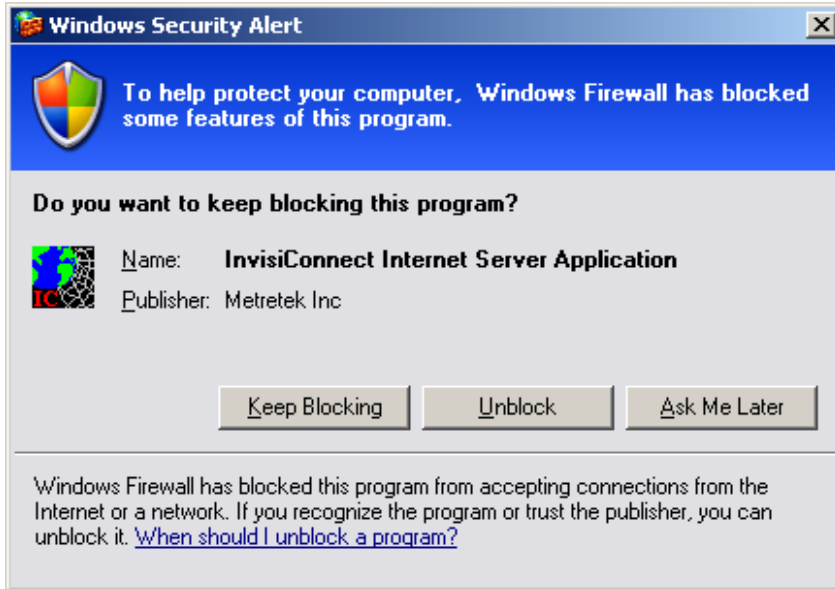 Windows Security Alert
To help protect your computer, Windows Firewall has blocked
some features of this program.
Do you want to keep blocking this program?
Name: InvisiConnect Internet Server Application
IC
Publisher: Metretek Inc
Keep Blocking Unblock Ask Me Later
Windows Firewall has blocked this program from accepting connections from the
Internet or a network. If you recognize the program or trust the publisher, you can
unblock it. When should I unblock a program?